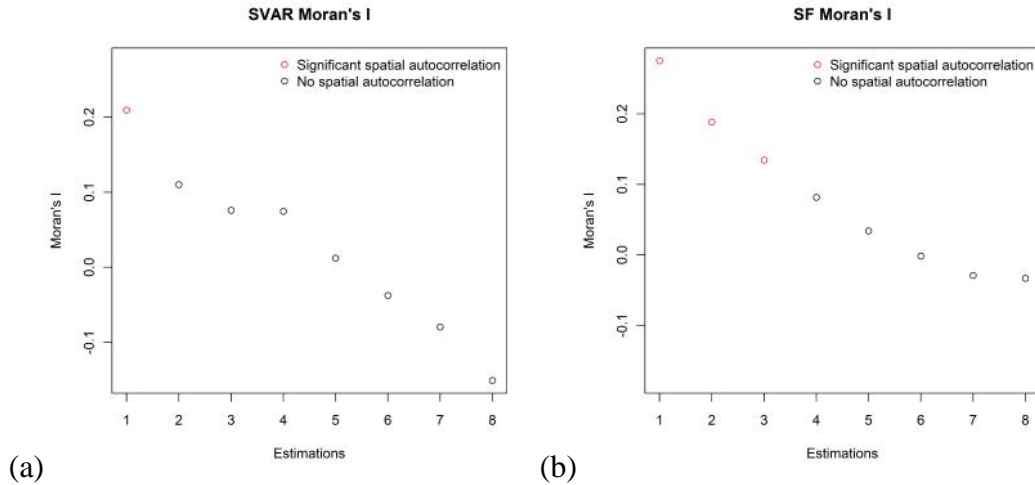 SVAR Moran's I
Significant spatial autocorrelation
No spatial autocorrelation
Moran's I
0.2
0.1
0.0
-0.1
1 2 3 4 5 6 7 8
Estimations
(a)
SF Moran's I
Significant spatial autocorrelation
No spatial autocorrelation
Moran's I
0.2
0.1
0.0
-0.1
1 2 3 4 5 6 7 8
Estimations
(b)